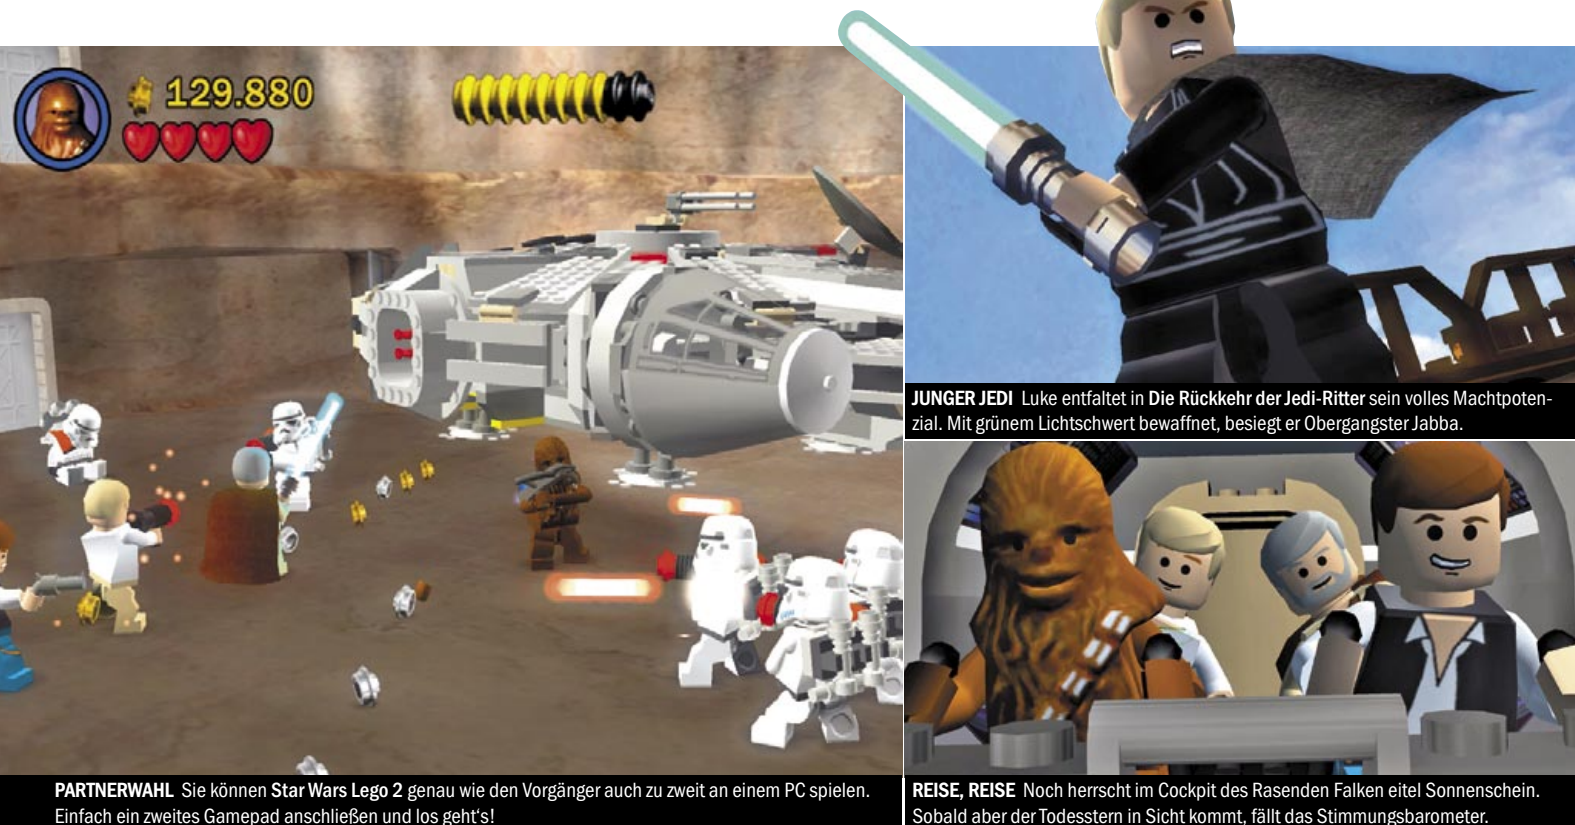 129.880
JUNGER JEDI Luke entfaltet in Die Rückkehr der Jedi-Ritter sein volles Machtpoten-
zial. Mit grünem Lichtschwert bewaffnet, besiegt er Obergangster Jabba.
PARTNERWAHL Sie können Star Wars Lego 2 genau wie den Vorgänger auch zu zweit an einem PC spielen.
Einfach ein zweites Gamepad anschließen und los geht's!
REISE, REISE Noch herrscht im Cockpit des Rasenden Falken eitel Sonnenschein.
Sobald aber der Todesstern in Sicht kommt, fällt das Stimmungsbarometer.